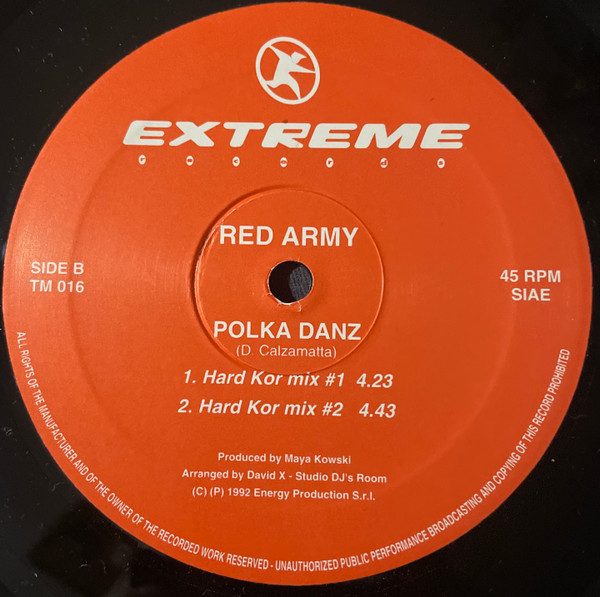 EXTREME
records
RED ARMY
SIDE B
TM 016
45 RPM
SIAE
POLKA DANZ
(D. Calzamatta)
1. Hard Kor mix #1 4.23
2. Hard Kor mix #2 4.43
Produced by Maya Kowski
Arranged by David X - Studio DJ's Room
(C) (P) 1992 Energy Production S.r.l.
ALL RIGHTS OF THE MANUFACTURER AND OF THE OWNER OF THE RECORDED WORK RESERVED - UNAUTHORIZED PUBLIC PERFORMANCE BROADCASTING AND COPYING OF THIS RECORD PROHIBITED